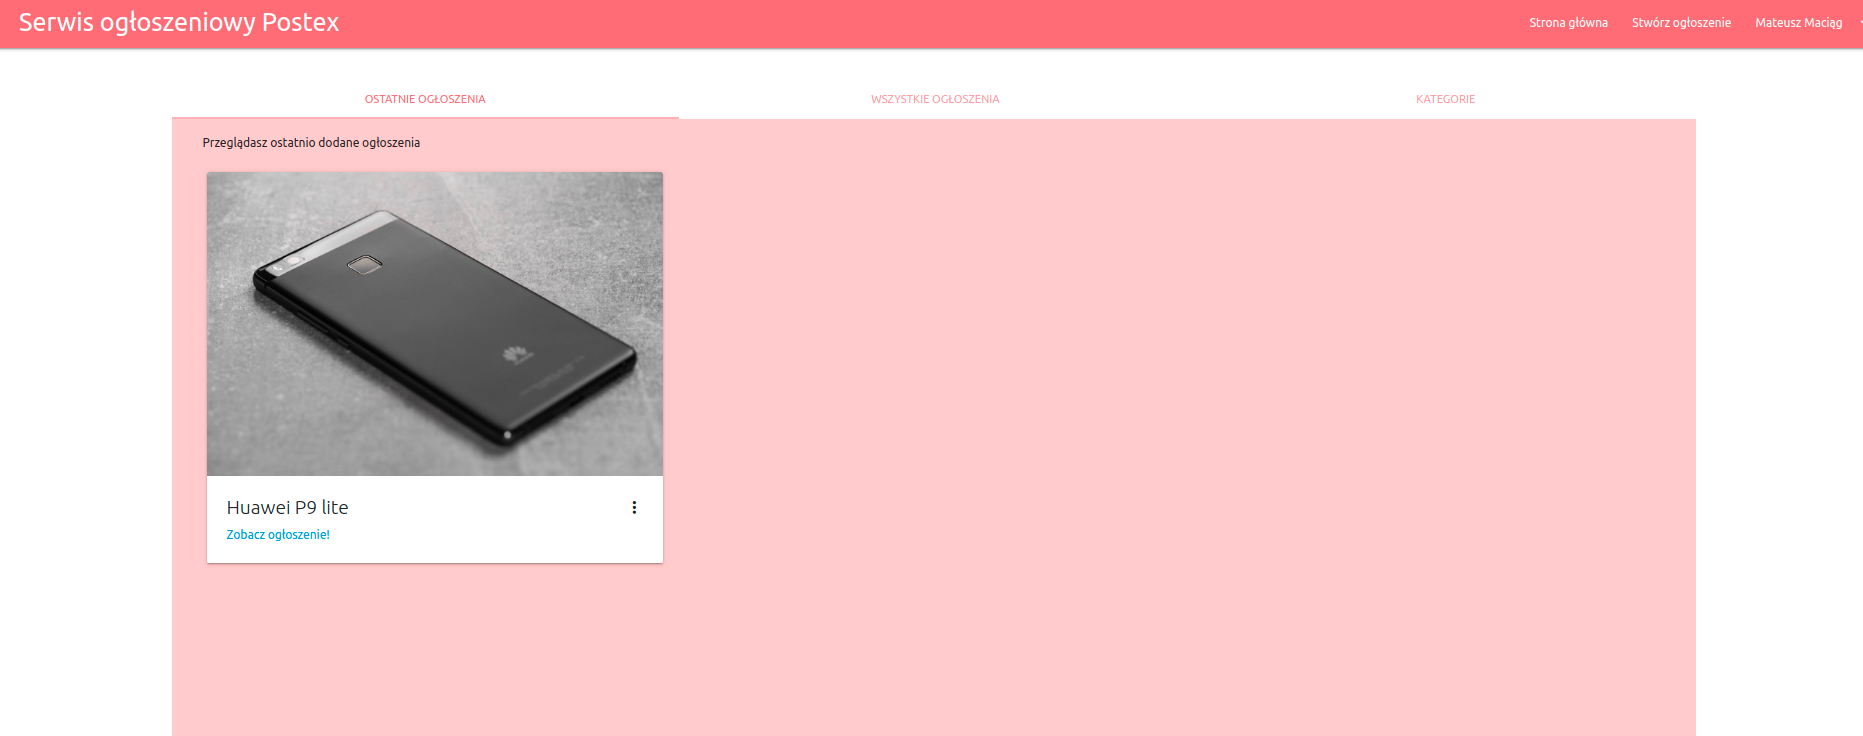 Serwis ogłoszeniowy Postex
Strona główna
Stwórz ogłoszenie
Mateusz Maciąg
OSTATNIE OGŁOSZENIA
WSZYSTKIE OGŁOSZENIA
KATEGORIE
Przeglądasz ostatnio dodane ogłoszenia
Huawei P9 lite
Zobacz ogłoszenie!